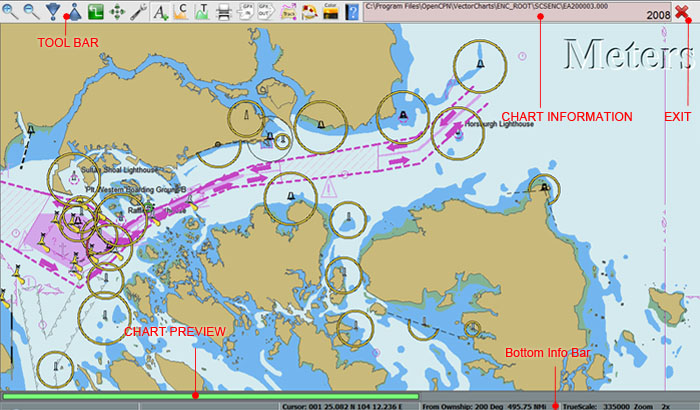 C:\Program Files\OpenCPN\VectorCharts\ENC_ROOT\SCSENC\EA200003.000
2008
TOOL BAR
Meters
CHART INFORMATION
EXIT
Horsburgh Lighthouse
Sultan Shoal Lighthouse
Plt Western Boarding Ground B
CHART PREVIEW
Bottom Info Bar
Cursor: 001 25.082 N 104 12.236 E
From Ownship: 200 Deg 495.75 NMi
TrueScale: 335000 Zoom 2x